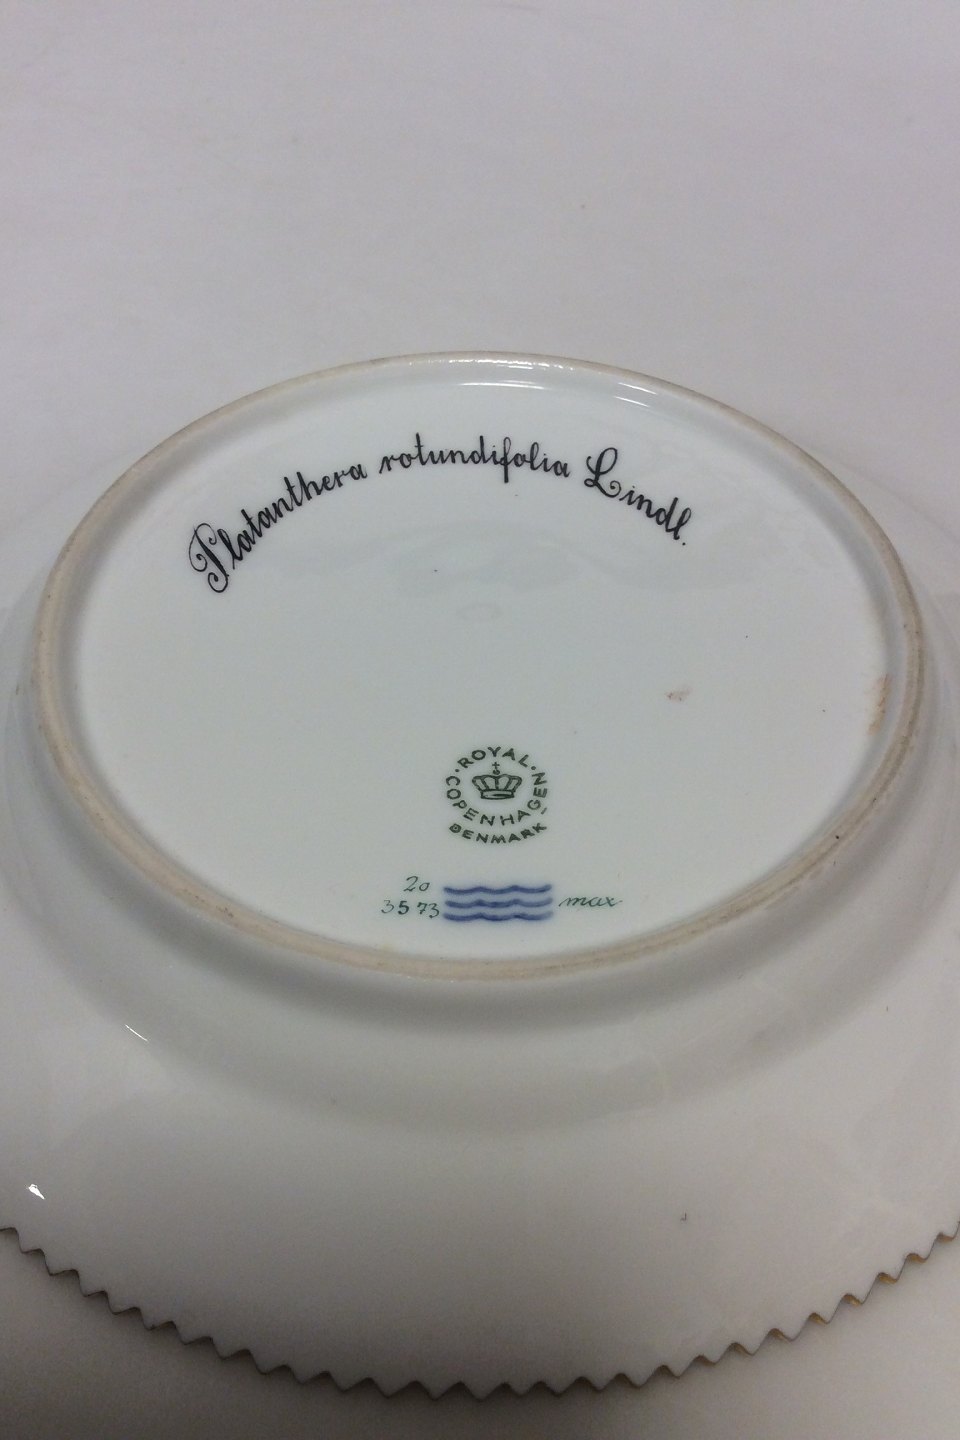 Platanthera rotundifolia Lindl.
ROYAL
COPENHAGEN
DENMARK
20
3573
max